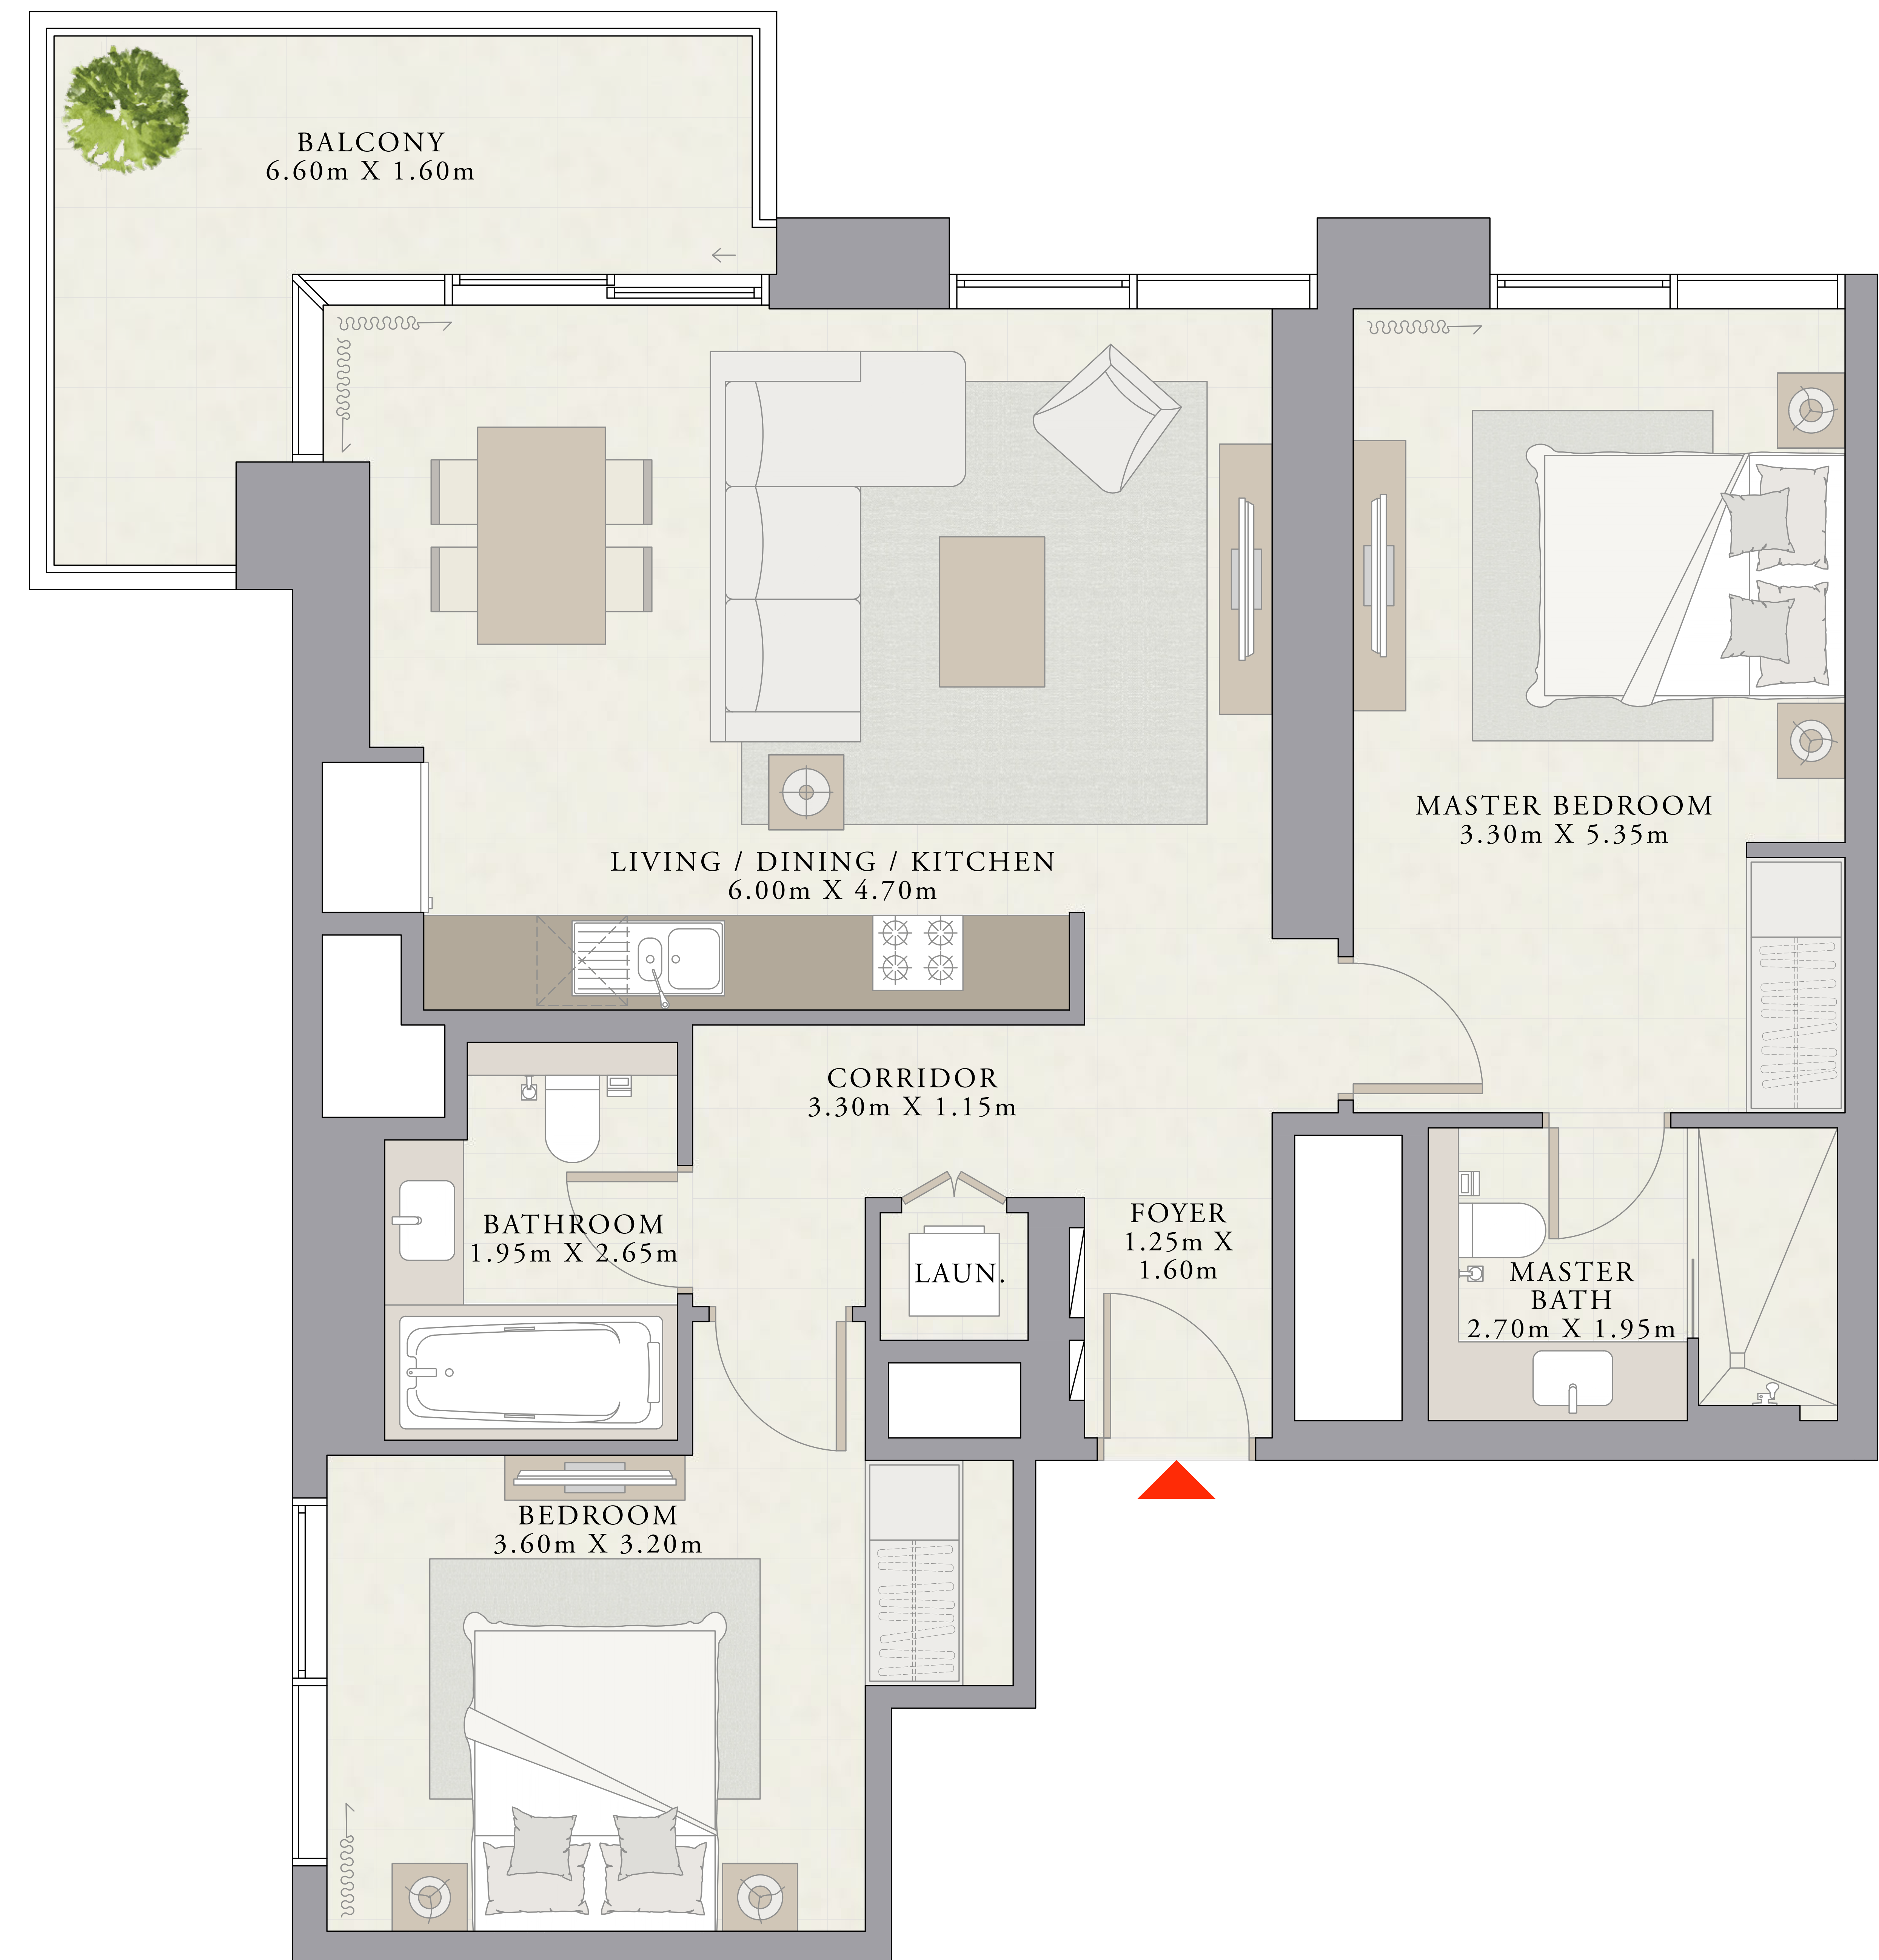 BALCONY
6.60m X 1.60m
MASTER BEDROOM
3.30m X 5.35m
LIVING / DINING / KITCHEN
6.00m X 4.70m
CORRIDOR
3.30m X 1.15m
FOYER
1.25m X
1.60m
BATHROOM
1.95m X 2.65m
LAUN.
MASTER
BATH
2.70m X 1.95m
BEDROOM
3.60m X 3.20m